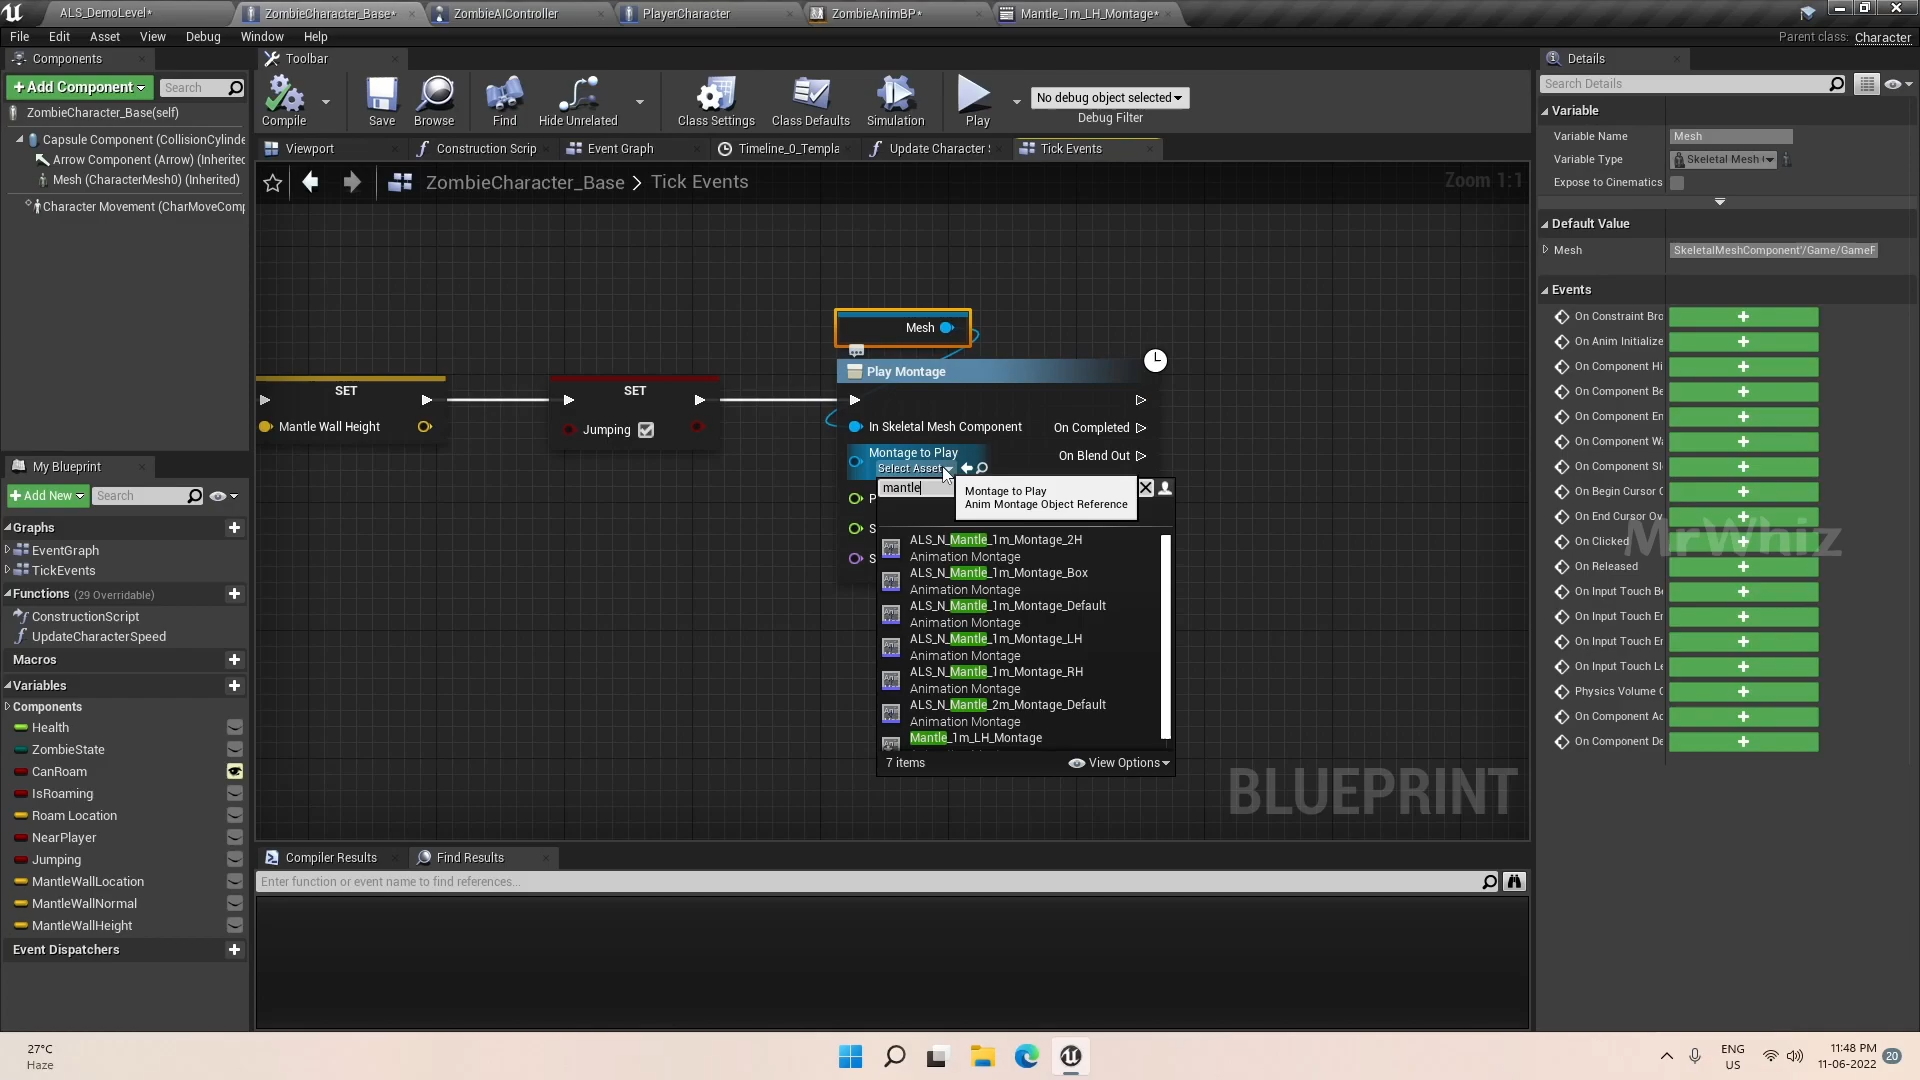 ALS_DemoLevel*
ZombieCharacter_Base*
ZombieAIController
PlayerCharacter
ZombieAnimBP*
Mantle_1m_LH_Montage*
File Edit Asset View Debug Window Help
Parent class: Character
Components
+Add Component
Search
ZombieCharacter_Base(self)
Capsule Component (CollisionCylinde
Arrow Component (Arrow) (Inherited
Mesh (CharacterMesh0) (Inherited)
Character Movement (CharMoveComp
Toolbar
Compile
Save
Browse
Find
Hide Unrelated
Class Settings
Class Defaults
Simulation
Play
No debug object selected
Debug Filter
Viewport
Construction Scrip
Event Graph
Timeline_0_Templa
Update Character
Tick Events
ZombieCharacter_Base > Tick Events
Zoom 1:1
SET
Mantle Wall Height
SET
Jumping
Mesh
Play Montage
In Skeletal Mesh Component
On Completed
Montage to Play
Select Asset
On Blend Out
P
S
S
mantle
Montage to Play
Anim Montage Object Reference
ALS_N_Mantle_1m_Montage_2H
Animation Montage
ALS_N_Mantle_1m_Montage_Box
Animation Montage
ALS_N_Mantle_1m_Montage_Default
Animation Montage
ALS_N_Mantle_1m_Montage_LH
Animation Montage
ALS_N_Mantle_1m_Montage_RH
Animation Montage
ALS_N_Mantle_2m_Montage_Default
Animation Montage
Mantle_1m_LH_Montage
7 items
View Options
BLUEPRINT
My Blueprint
+Add New
Search
Graphs
EventGraph
TickEvents
Functions (29 Overridable)
ConstructionScript
UpdateCharacterSpeed
Macros
Variables
Components
Health
ZombieState
CanRoam
IsRoaming
Roam Location
NearPlayer
Jumping
MantleWallLocation
MantleWallNormal
MantleWallHeight
Event Dispatchers
Compiler Results
Find Results
Enter function or event name to find references...
Details
Search Details
Variable
Variable Name
Mesh
Variable Type
Skeletal Mesh
Expose to Cinematics
Default Value
Mesh
SkeletalMeshComponent'/Game/GameF
Events
On Constraint Bro
On Anim Initialize
On Component Hi
On Component Be
On Component En
On Component Wa
On Component Sl
On Begin Cursor
On End Cursor Ov
On Clicked
On Released
On Input Touch Be
On Input Touch Er
On Input Touch Er
On Input Touch Le
Physics Volume C
On Component Ac
On Component De
MrWhiz
27°C
Haze
ENG
US
11:48 PM
11-06-2022
20